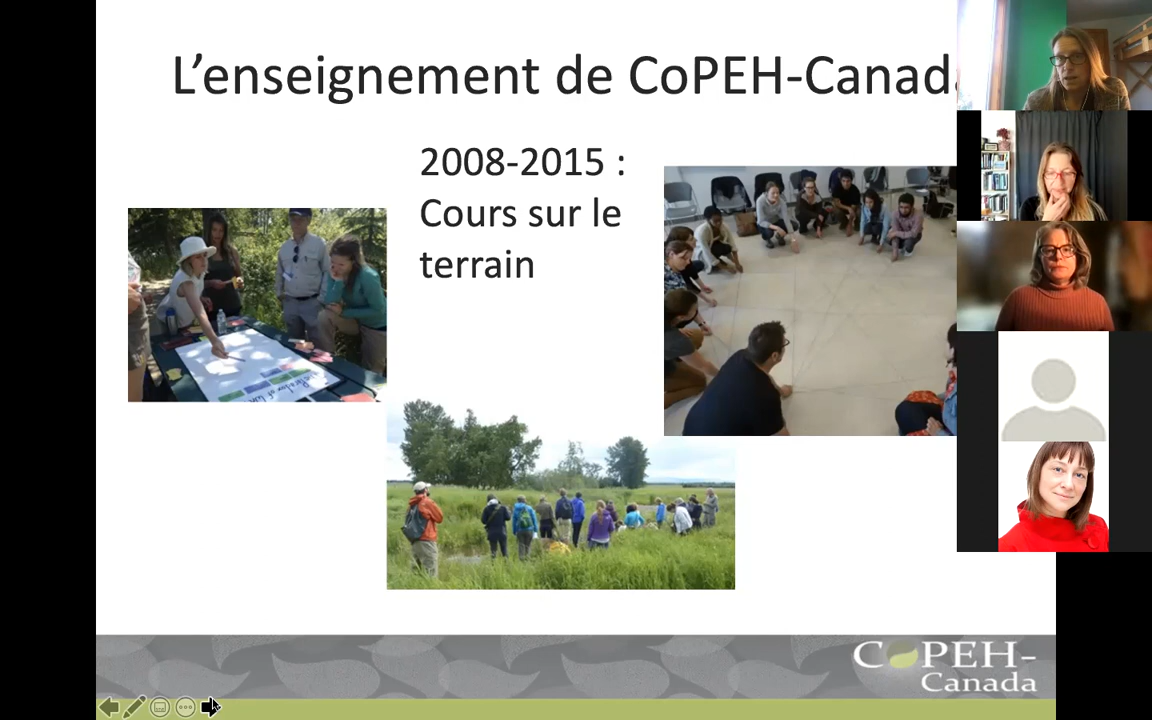 L'enseignement de CoPEH-Canada
2008-2015 :
Cours sur le
terrain
COPEH-
Canada